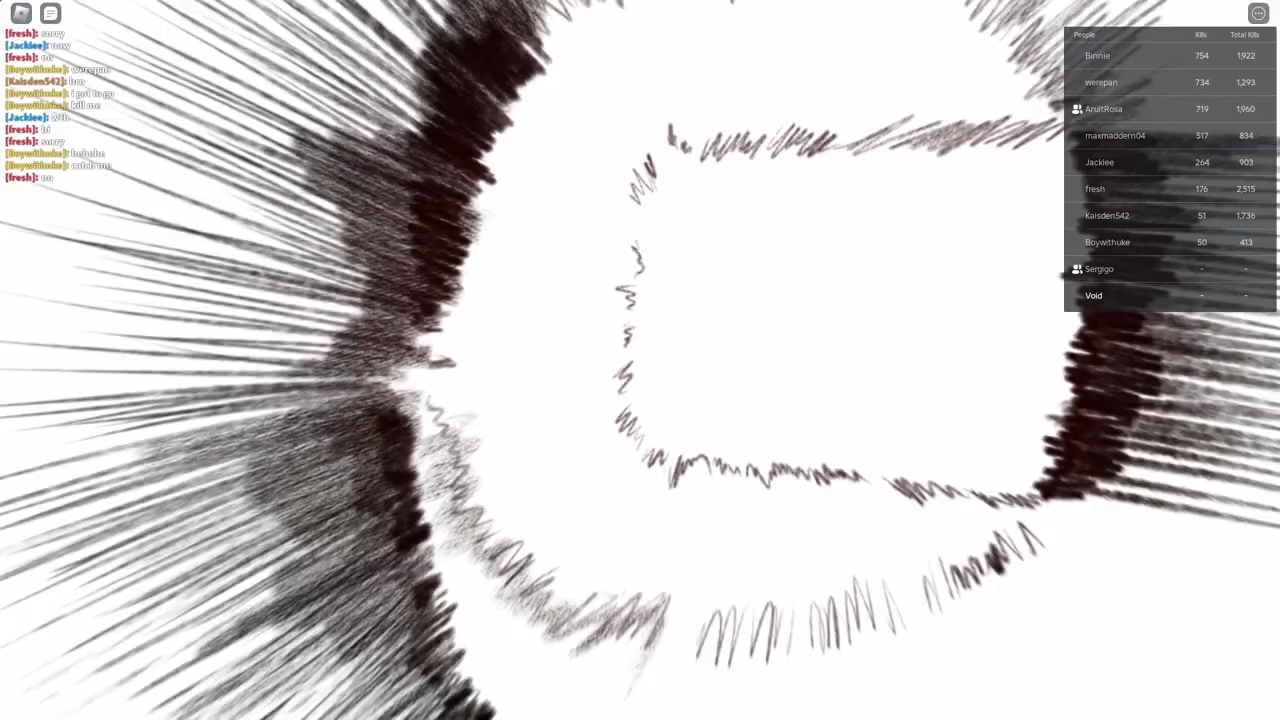 [fresh]: sorry
[Jackiee]: naw
[fresh]: no
[Boywithuke]: werepan
[Kaisden542]: bro
[Boywithuke]: i got to go
[Boywithuke]: kill me
[Jackiee]: wth
[fresh]: hi
[fresh]: sorry
[Boywithuke]: hehehe
[Boywithuke]: catch me
[fresh]: no
People Kills Total Kills
Binnie 754 1,922
werepan 734 1,293
AruitRosa 719 1,960
maxmaddern04 517 834
Jackiee 264 903
fresh 176 2,515
Kaisden542 51 1,736
Boywithuke 50 413
Sergigo - -
Void - -